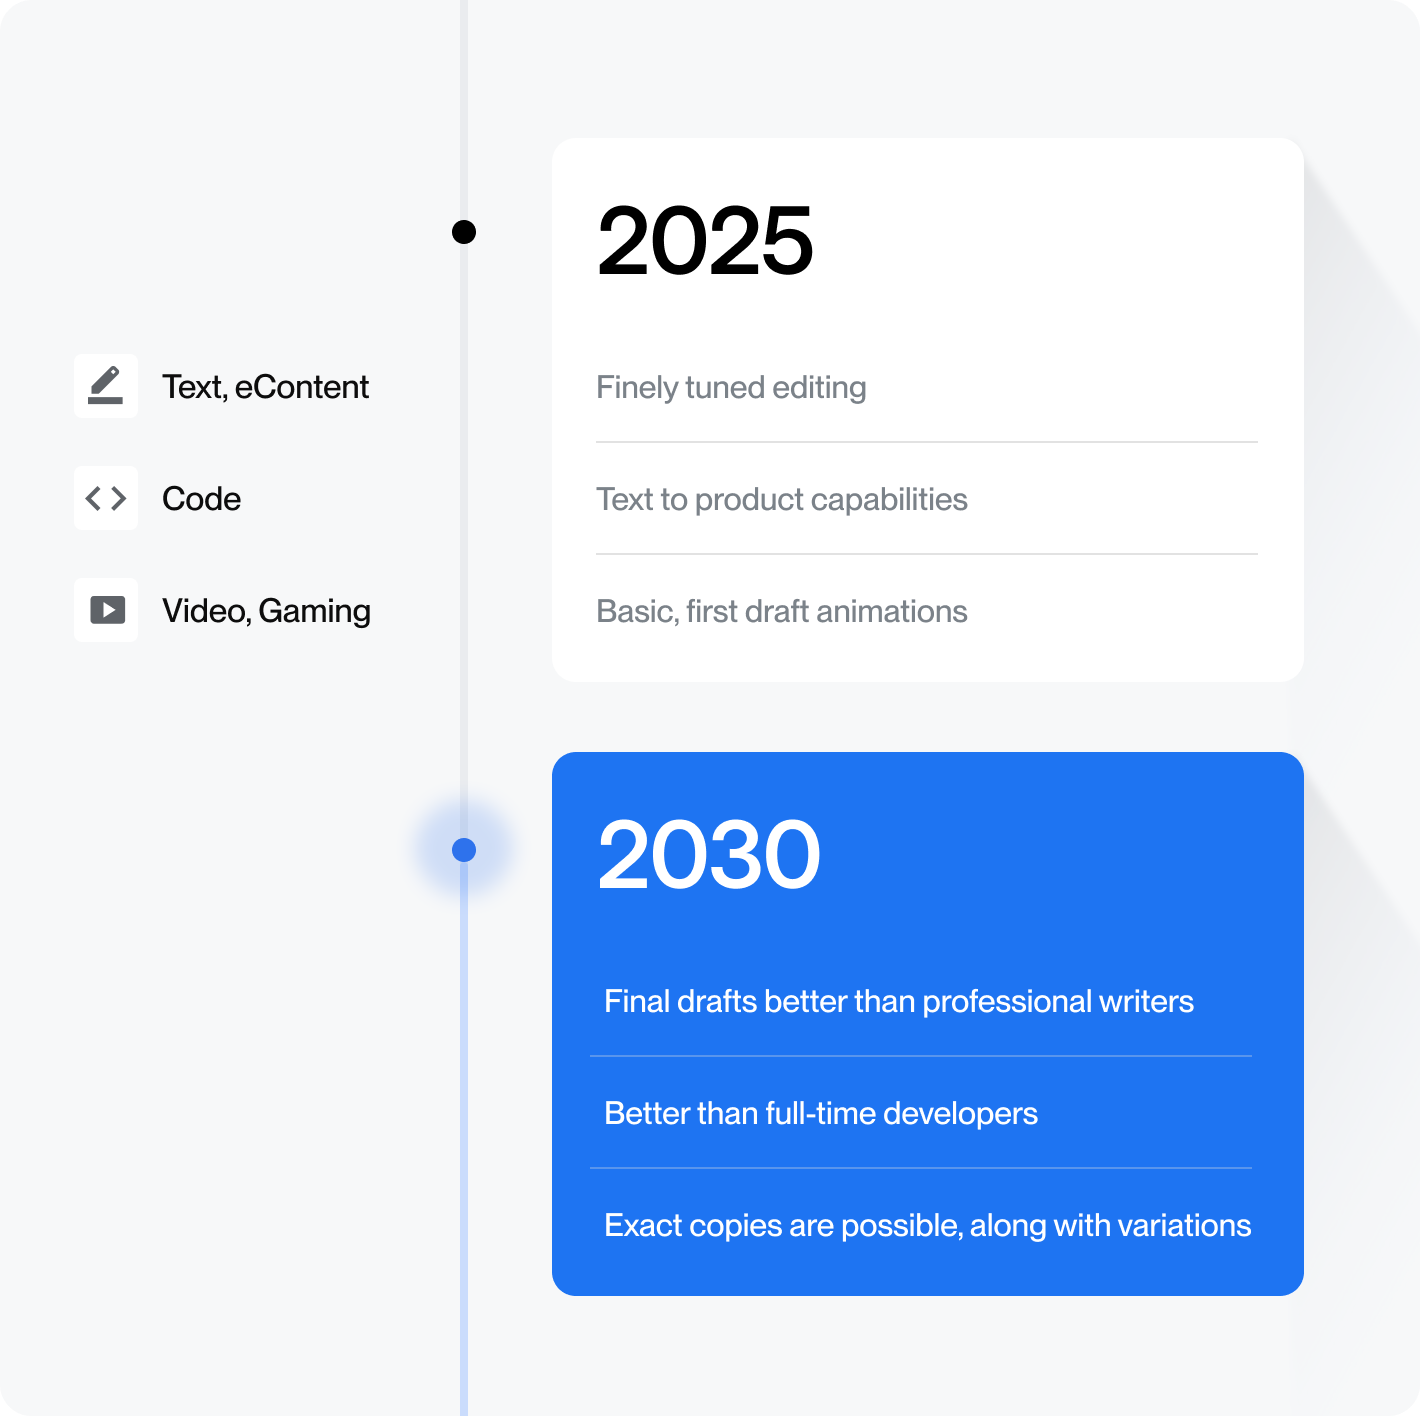 2025
Text, eContent
Finely tuned editing
Code
Text to product capabilities
Video, Gaming
Basic, first draft animations
2030
Final drafts better than professional writers
Better than full-time developers
Exact copies are possible, along with variations